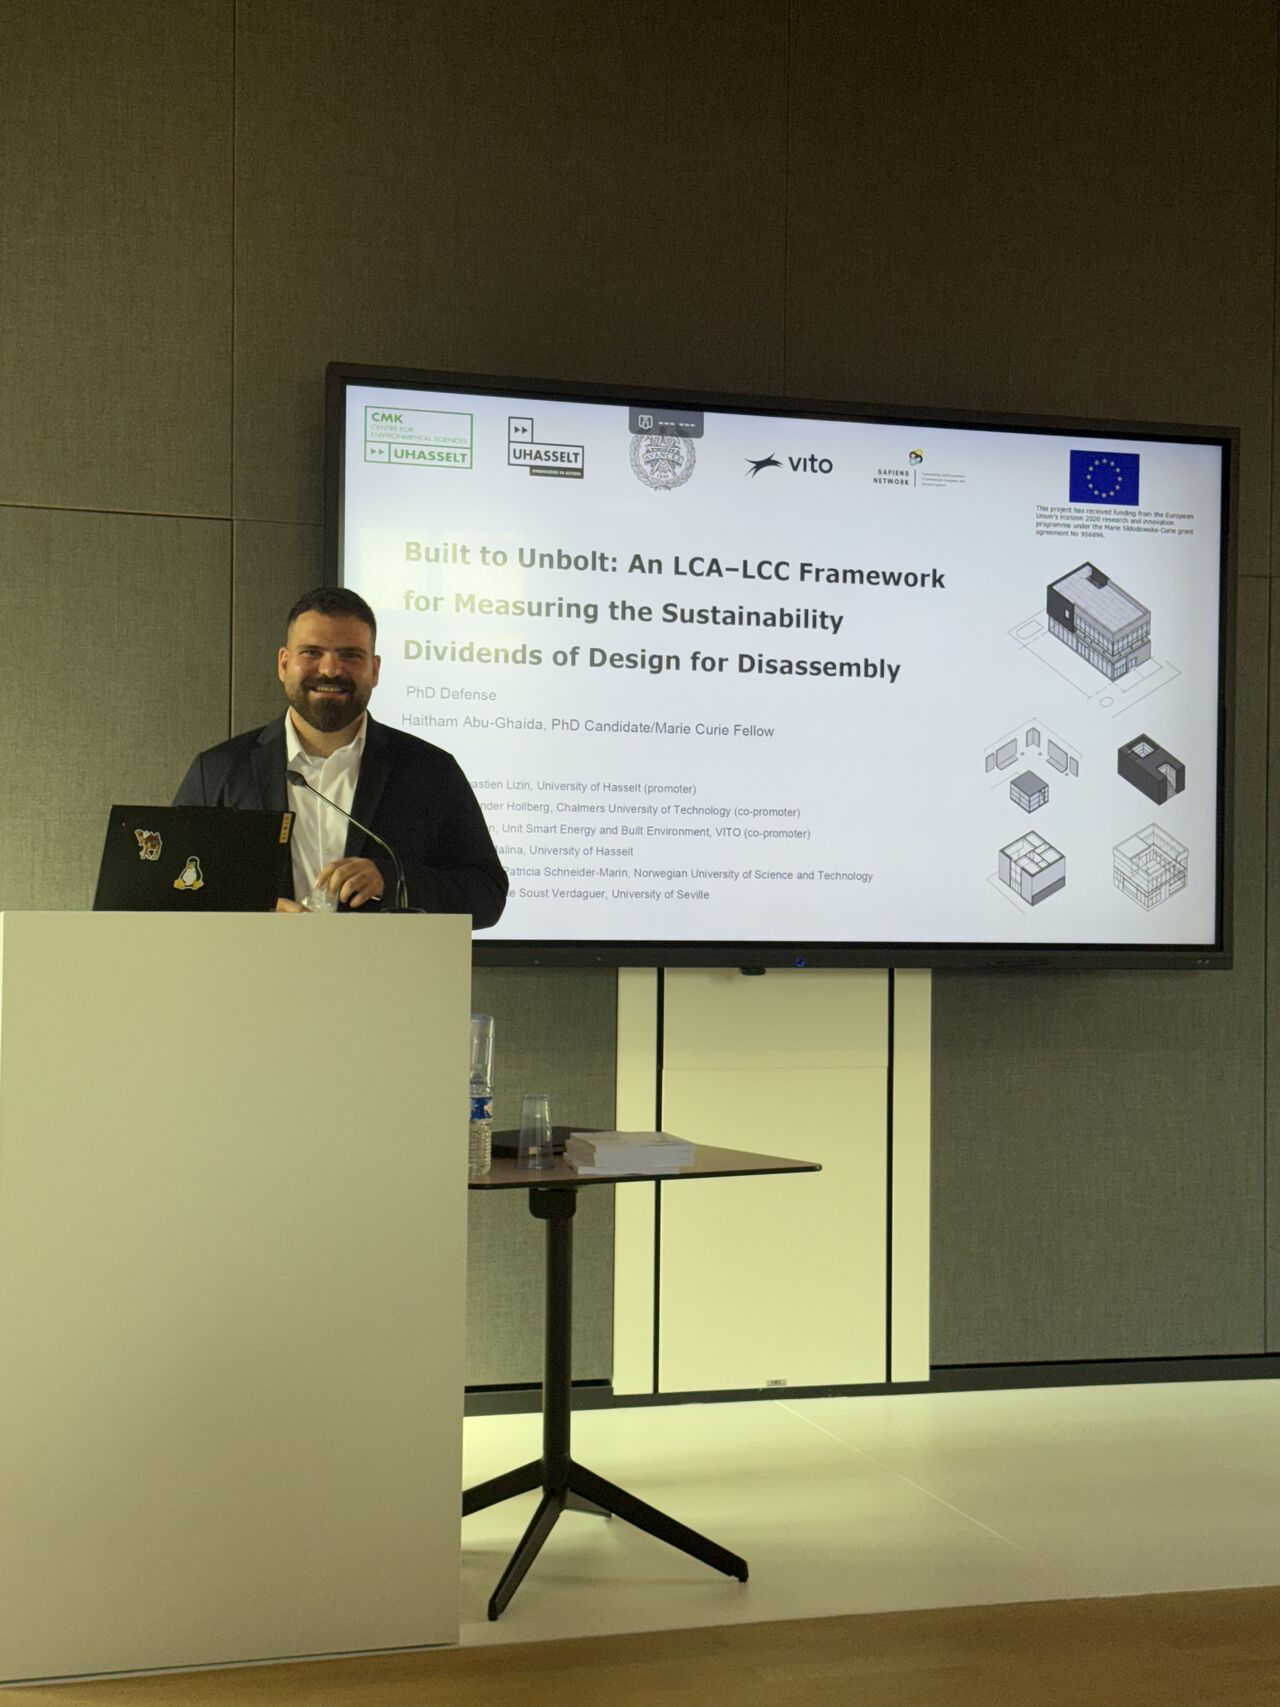 CMK
CENTRE FOR
ENVIRONMENTAL SCIENCES
UHASSELT
UHASSELT
KNOWLEDGE IN ACTION
AVANCEZ
vito
SAPIENS
NETWORK
This project has received funding from the European
Union's Horizon 2020 research and innovation
programme under the Marie Skłodowska-Curie grant
agreement No 956696.
Built to Unbolt: An LCA–LCC Framework
for Measuring the Sustainability
Dividends of Design for Disassembly
PhD Defense
Haitham Abu-Ghaida, PhD Candidate/Marie Curie Fellow
astien Lizin, University of Hasselt (promoter)
nder Hollberg, Chalmers University of Technology (co-promoter)
n, Unit Smart Energy and Built Environment, VITO (co-promoter)
alina, University of Hasselt
Patricia Schneider-Marin, Norwegian University of Science and Technology
Soust Verdaguer, University of Seville